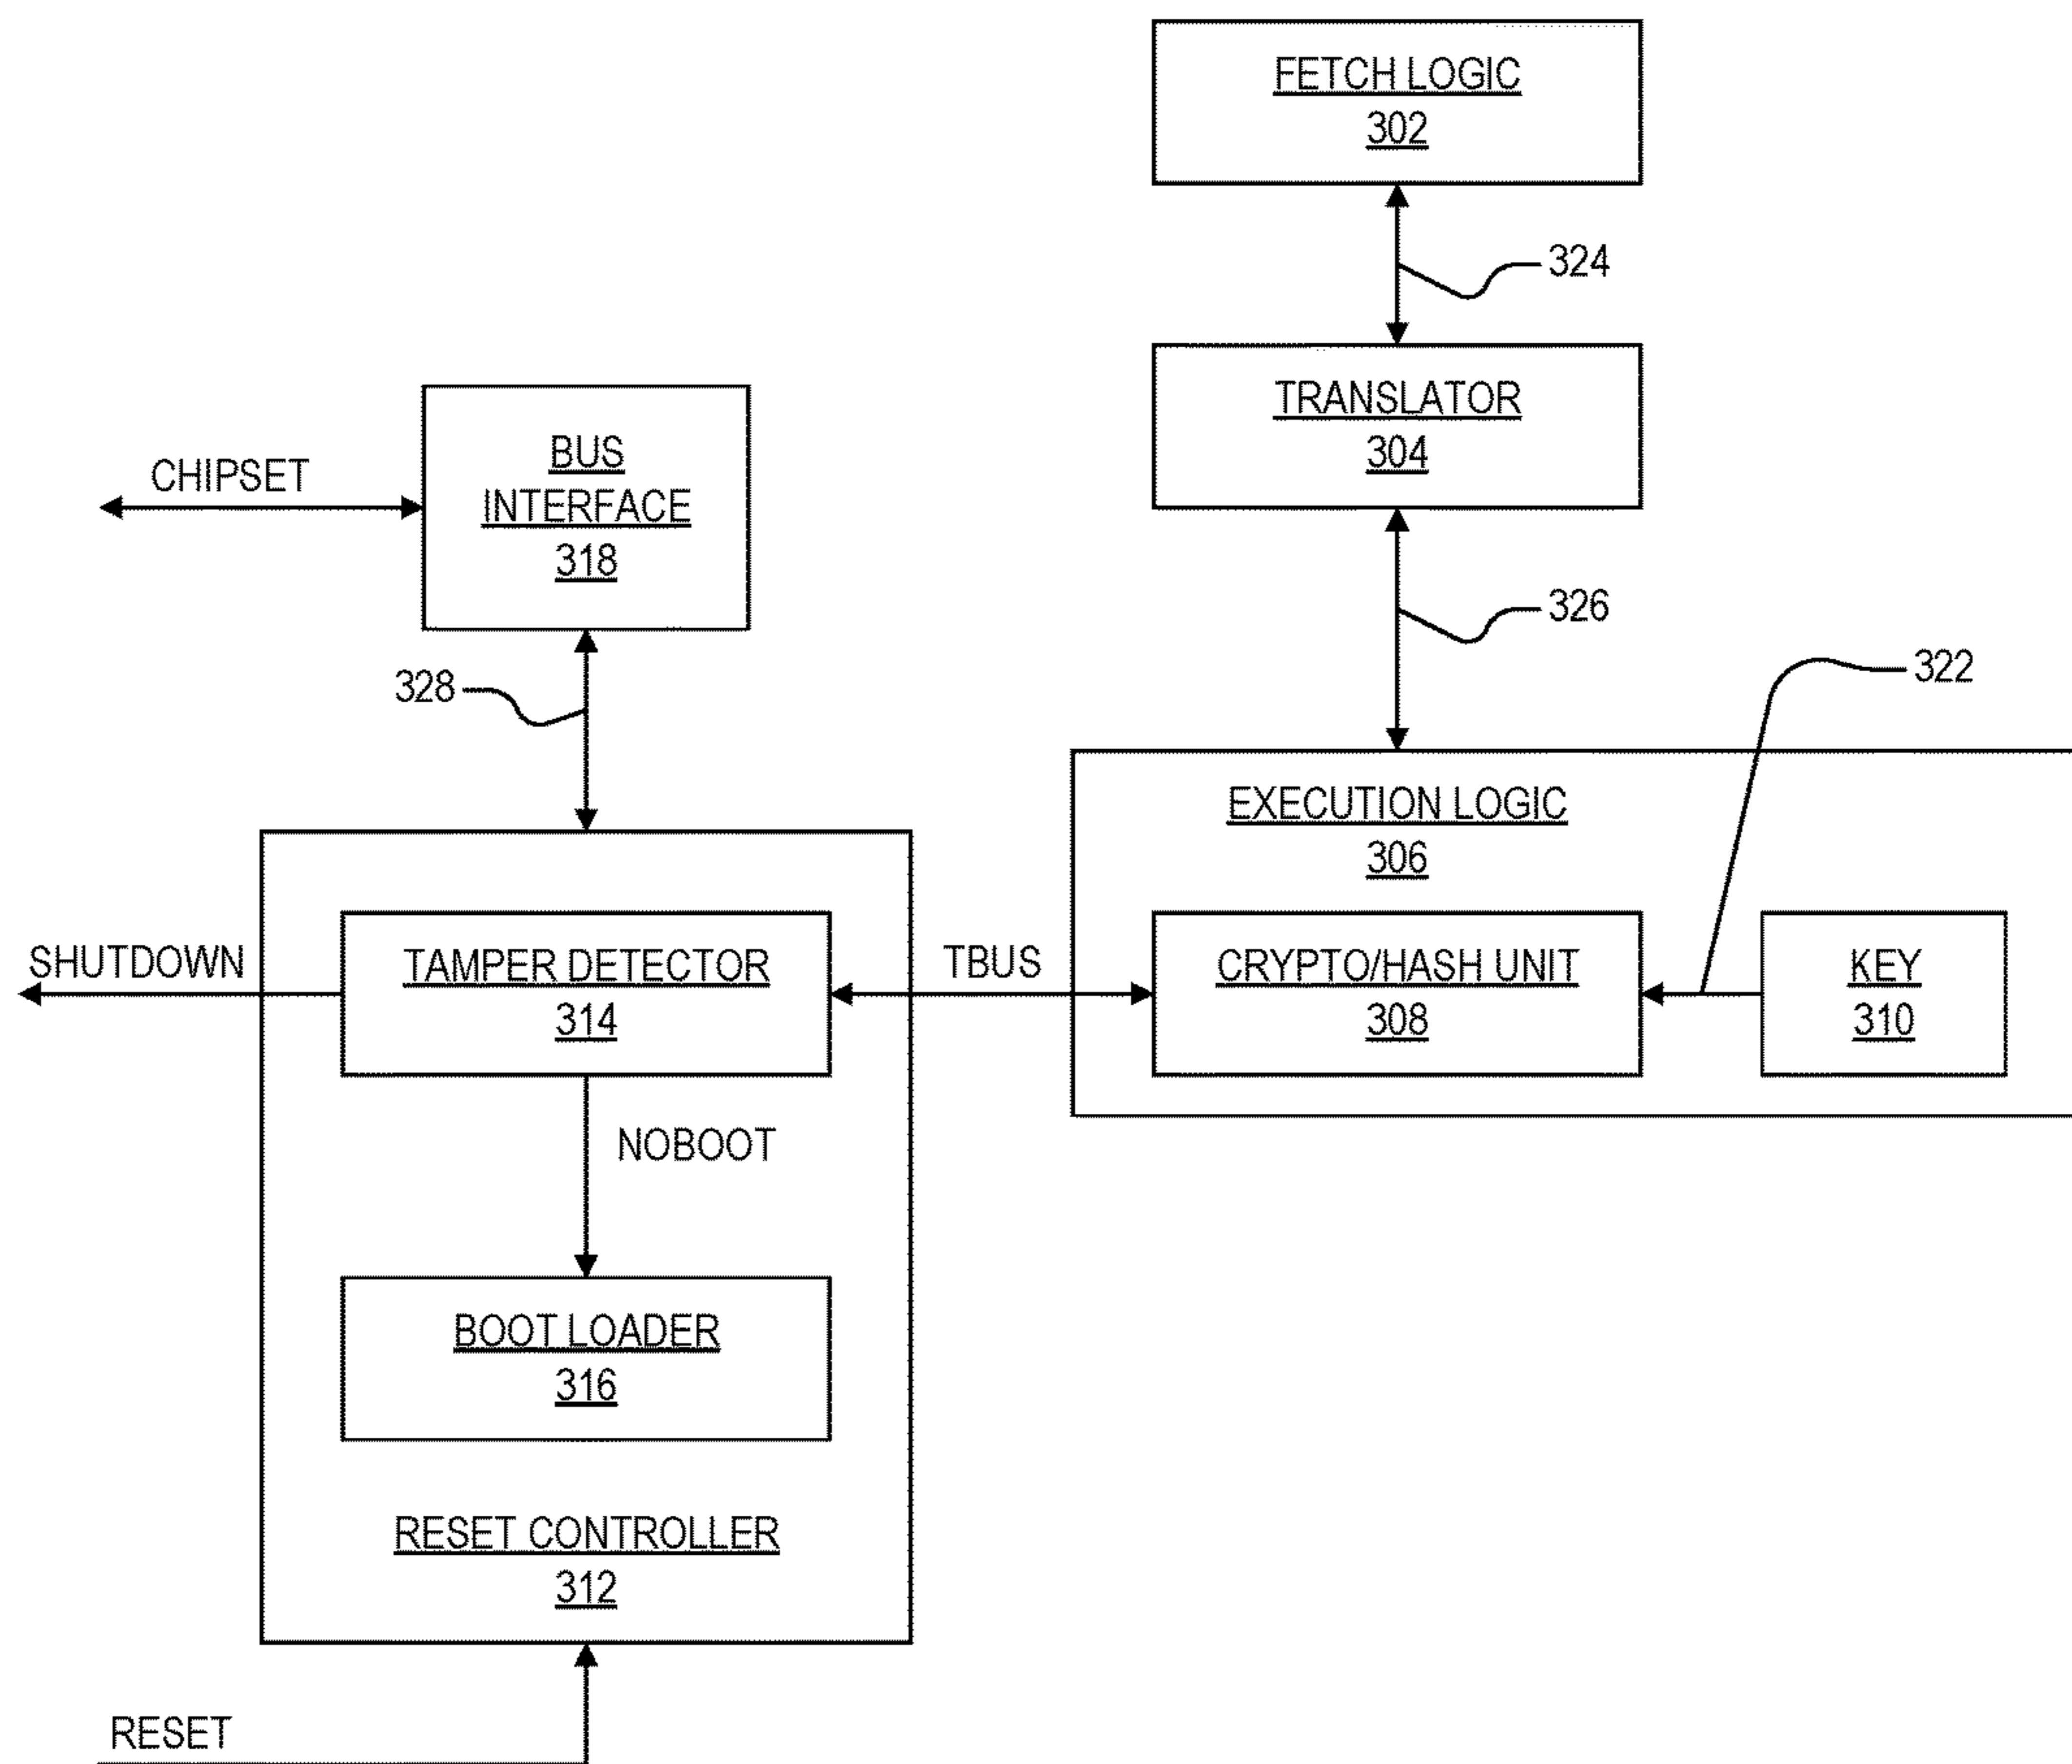 FETCH LOGIC
302
324
TRANSLATOR
304
CHIPSET
BUS
INTERFACE
318
326
328
322
EXECUTION LOGIC
306
SHUTDOWN
TAMPER DETECTOR
314
TBUS
CRYPTO/HASH UNIT
308
KEY
310
NOBOOT
BOOT LOADER
316
RESET CONTROLLER
312
RESET